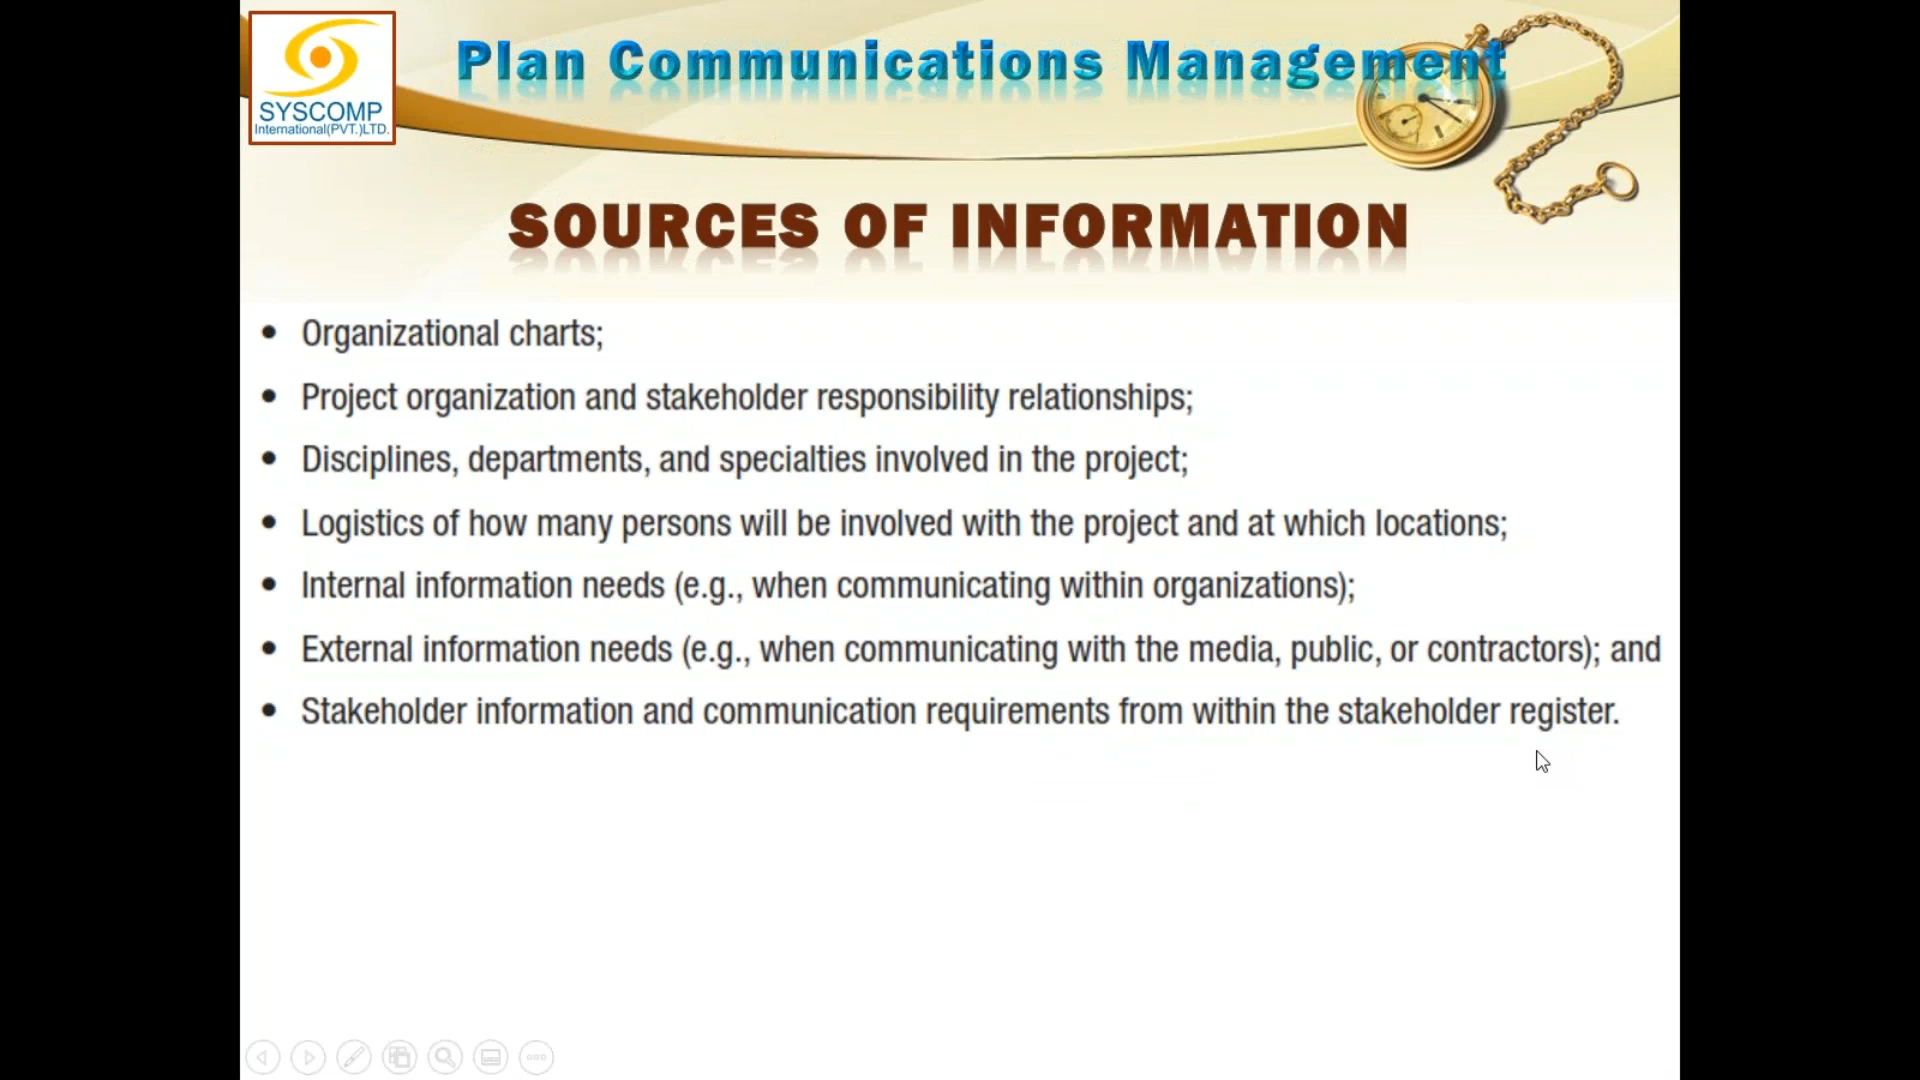 SYSCOMP
International(PVT.)LTD.
Plan Communications Management
SOURCES OF INFORMATION
• Organizational charts;
• Project organization and stakeholder responsibility relationships;
• Disciplines, departments, and specialties involved in the project;
• Logistics of how many persons will be involved with the project and at which locations;
• Internal information needs (e.g., when communicating within organizations);
• External information needs (e.g., when communicating with the media, public, or contractors); and
• Stakeholder information and communication requirements from within the stakeholder register.